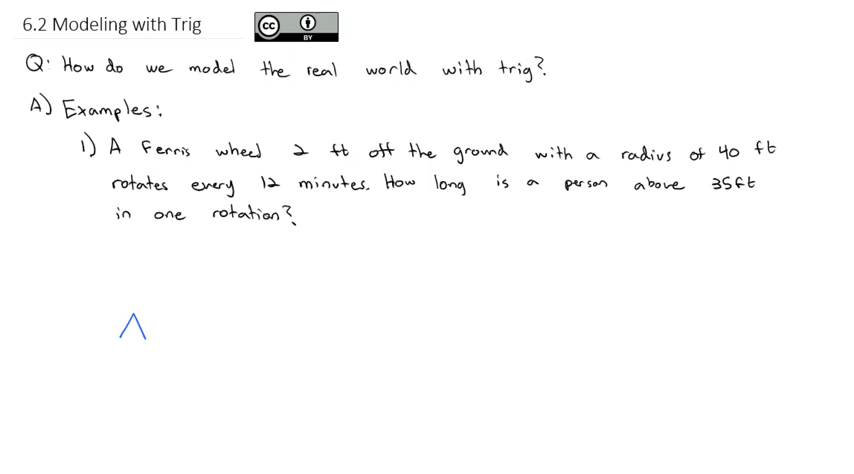 6.2 Modeling with Trig
cc BY
Q: How do we model the real world with trig?
A) Examples:
1) A Ferris wheel 2 ft off the ground with a radius of 40 ft
rotates every 12 minutes. How long is a person above 35ft
in one rotation?